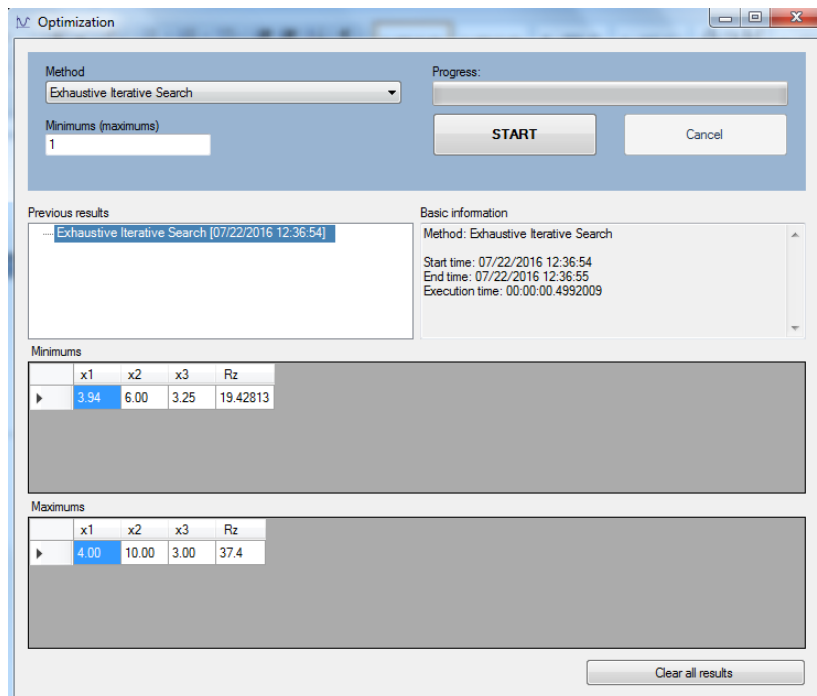 Optimization
Method
Exhaustive Iterative Search
Minimums (maximums)
1
Progress:
START
Cancel
Previous results
Exhaustive Iterative Search [07/22/2016 12:36:54]
Basic information
Method: Exhaustive Iterative Search
Start time: 07/22/2016 12:36:54
End time: 07/22/2016 12:36:55
Execution time: 00:00:00.4992009
Minimums
x1 x2 x3 Rz
3.94 6.00 3.25 19.42813
Maximums
x1 x2 x3 Rz
4.00 10.00 3.00 37.4
Clear all results